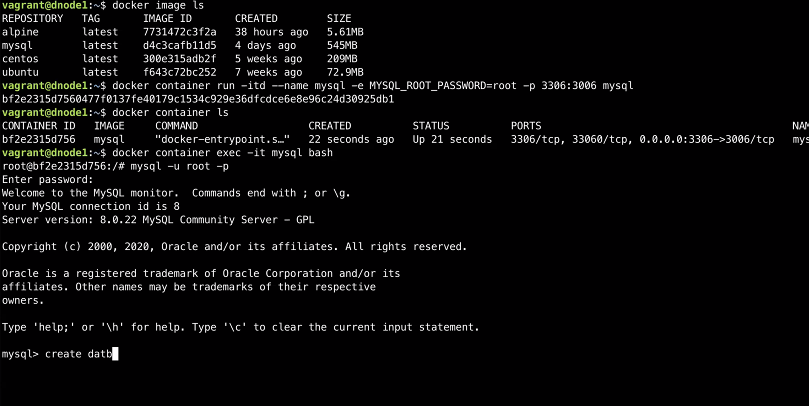 vagrant@dnode1:~$ docker image ls
REPOSITORY   TAG       IMAGE ID       CREATED        SIZE
alpine       latest    7731472c3f2a   38 hours ago   5.61MB
mysql        latest    d4c3cafb11d5   4 days ago     545MB
centos       latest    300e315adb2f   5 weeks ago    209MB
ubuntu       latest    f643c72bc252   7 weeks ago    72.9MB
vagrant@dnode1:~$ docker container run -itd --name mysql -e MYSQL_ROOT_PASSWORD=root -p 3306:3006 mysql
bf2e2315d7560477f0137fe40179c1534c929e36dfcdce6e8e96c24d30925db1
vagrant@dnode1:~$ docker container ls
CONTAINER ID   IMAGE     COMMAND                  CREATED          STATUS          PORTS                                         NAM
bf2e2315d756   mysql     "docker-entrypoint.s…"   22 seconds ago   Up 21 seconds   3306/tcp, 33060/tcp, 0.0.0.0:3306->3006/tcp   mys
vagrant@dnode1:~$ docker container exec -it mysql bash
root@bf2e2315d756:/# mysql -u root -p
Enter password:
Welcome to the MySQL monitor.  Commands end with ; or \g.
Your MySQL connection id is 8
Server version: 8.0.22 MySQL Community Server - GPL
Copyright (c) 2000, 2020, Oracle and/or its affiliates. All rights reserved.
Oracle is a registered trademark of Oracle Corporation and/or its
affiliates. Other names may be trademarks of their respective
owners.
Type 'help;' or '\h' for help. Type '\c' to clear the current input statement.
mysql> create datb